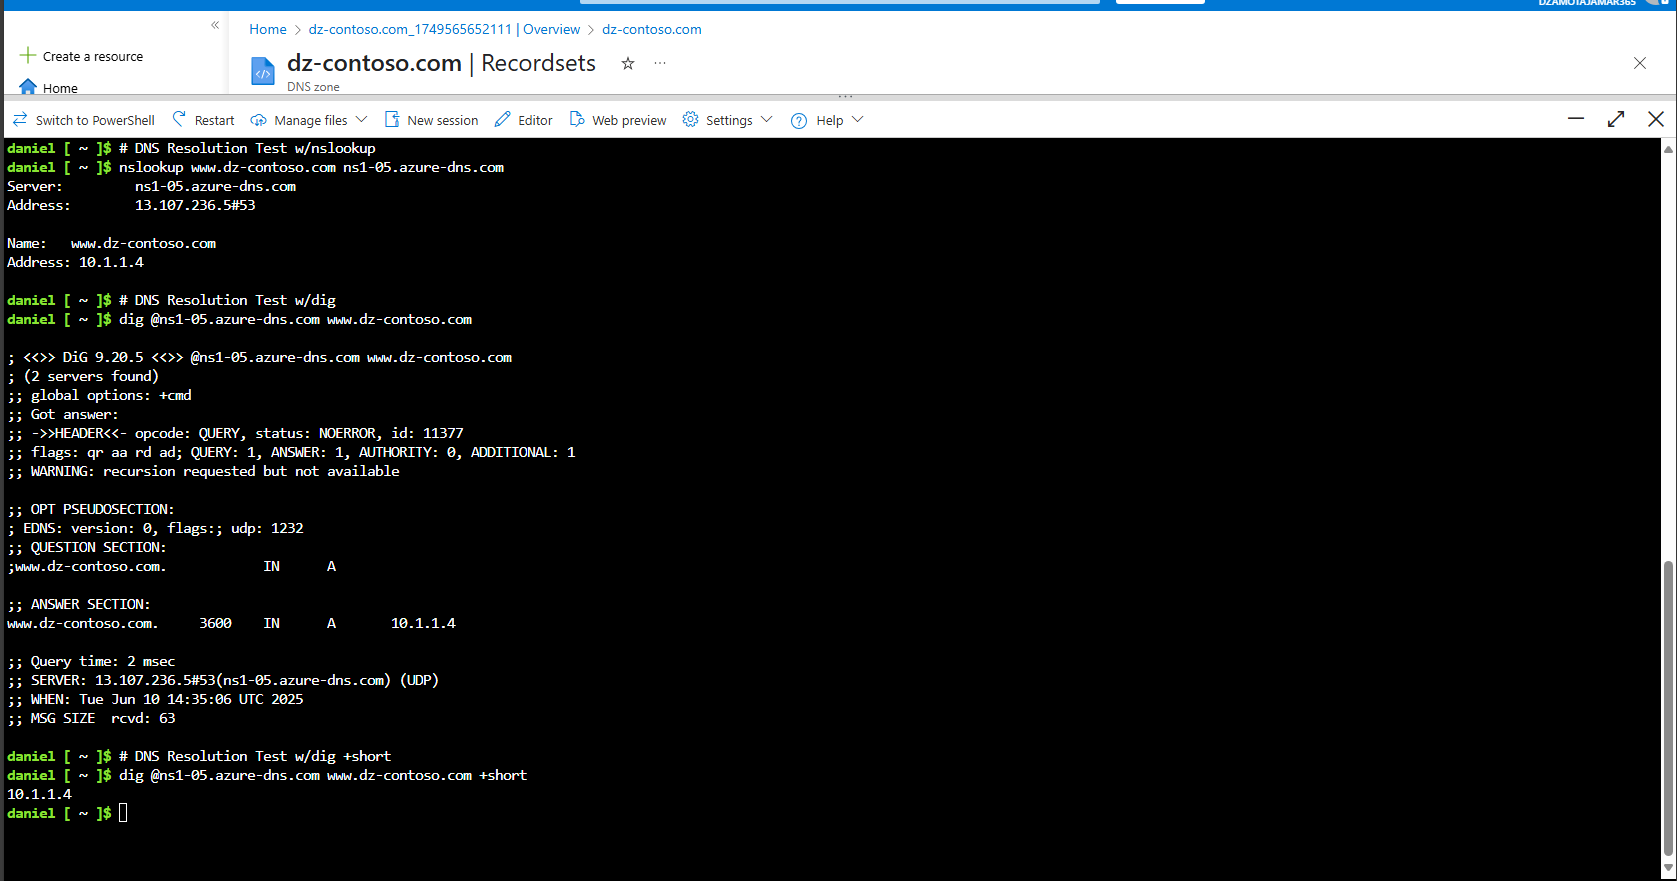 DZAMOTAJAMAR365
«
Create a resource
Home
Home > dz-contoso.com_1749565652111 | Overview > dz-contoso.com
dz-contoso.com | Recordsets ☆ ...
DNS zone
Switch to PowerShell Restart Manage files New session Editor Web preview Settings Help
daniel [ ~ ]$ # DNS Resolution Test w/nslookup
daniel [ ~ ]$ nslookup www.dz-contoso.com ns1-05.azure-dns.com
Server: ns1-05.azure-dns.com
Address: 13.107.236.5#53
Name: www.dz-contoso.com
Address: 10.1.1.4
daniel [ ~ ]$ # DNS Resolution Test w/dig
daniel [ ~ ]$ dig @ns1-05.azure-dns.com www.dz-contoso.com
; <<>> DiG 9.20.5 <<>> @ns1-05.azure-dns.com www.dz-contoso.com
; (2 servers found)
;; global options: +cmd
;; Got answer:
;; ->>HEADER<<- opcode: QUERY, status: NOERROR, id: 11377
;; flags: qr aa rd ad; QUERY: 1, ANSWER: 1, AUTHORITY: 0, ADDITIONAL: 1
;; WARNING: recursion requested but not available
;; OPT PSEUDOSECTION:
; EDNS: version: 0, flags:; udp: 1232
;; QUESTION SECTION:
;www.dz-contoso.com. IN A
;; ANSWER SECTION:
www.dz-contoso.com. 3600 IN A 10.1.1.4
;; Query time: 2 msec
;; SERVER: 13.107.236.5#53(ns1-05.azure-dns.com) (UDP)
;; WHEN: Tue Jun 10 14:35:06 UTC 2025
;; MSG SIZE rcvd: 63
daniel [ ~ ]$ # DNS Resolution Test w/dig +short
daniel [ ~ ]$ dig @ns1-05.azure-dns.com www.dz-contoso.com +short
10.1.1.4
daniel [ ~ ]$